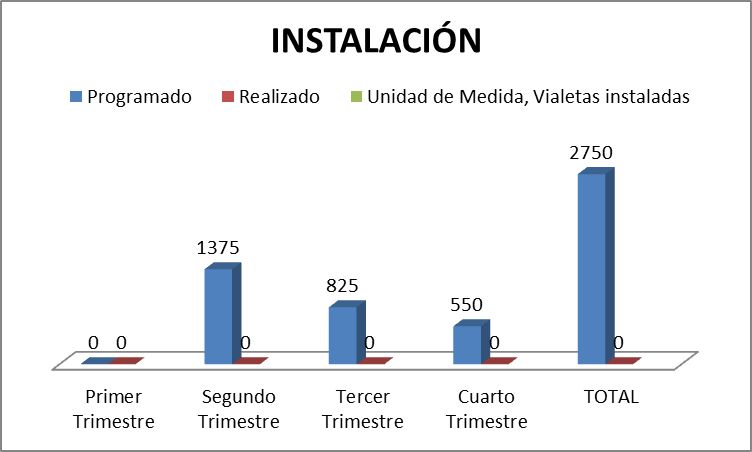 INSTALACIÓN
Programado Realizado Unidad de Medida, Vialetas instaladas
2750
1375
825
550
0 0 0 0 0 0
Primer Trimestre
Segundo Trimestre
Tercer Trimestre
Cuarto Trimestre
TOTAL